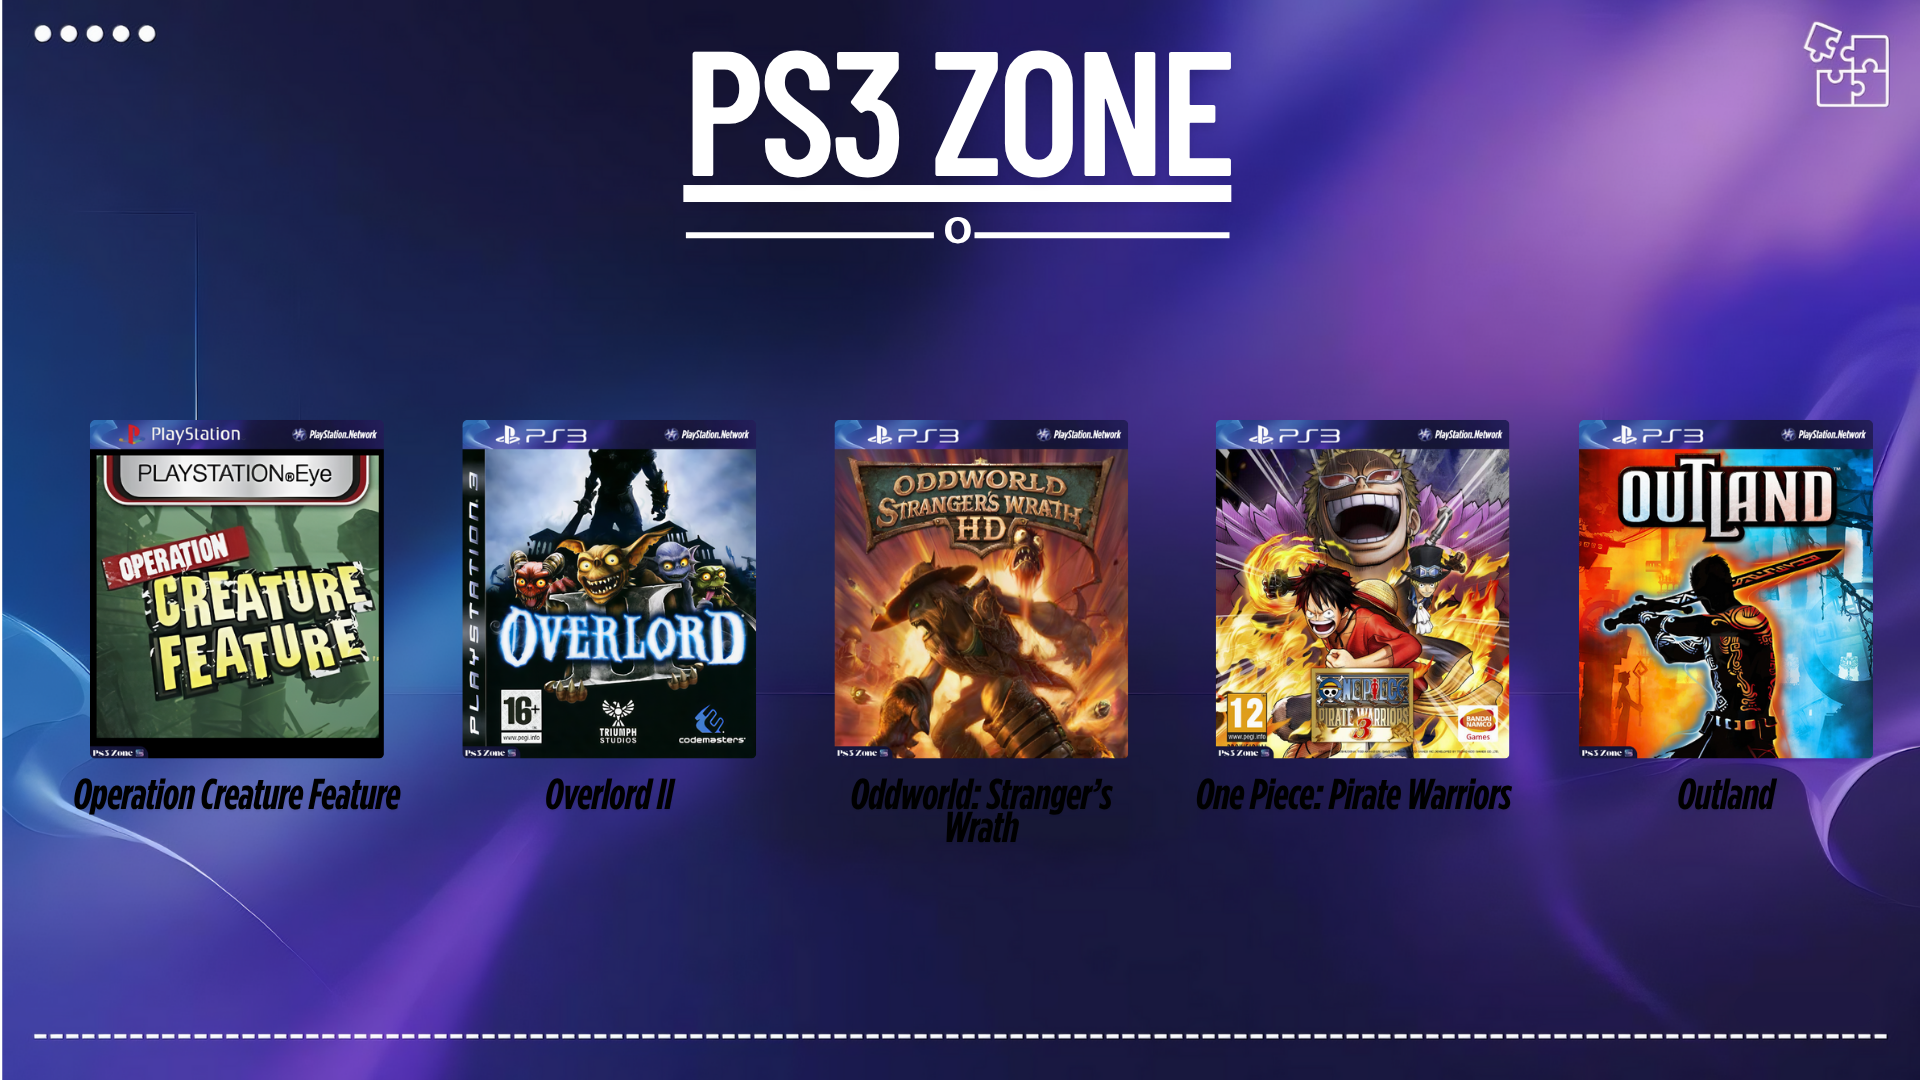 PS3 ZONE
O
PlayStation PlayStation.Network
PLAYSTATION®Eye
OPERATION
CREATURE
FEATURE
Ps3 Zone
Operation Creature Feature
PS3 PlayStation.Network
PLAYSTATION 3
OVERLORD
II
16+
www.pegi.info
TRIUMPH
STUDIOS
codemasters
Ps3 Zone
Overlord II
PS3 PlayStation.Network
ODDWORLD
STRANGER'S WRATH
HD
Ps3 Zone
Oddworld: Stranger's
Wrath
PS3 PlayStation.Network
ONE PIECE
PIRATE WARRIORS
3
12
www.pegi.info
BANDAI
NAMCO
Games
Ps3 Zone
One Piece: Pirate Warriors
PS3 PlayStation.Network
OUTLAND
™
Ps3 Zone
Outland